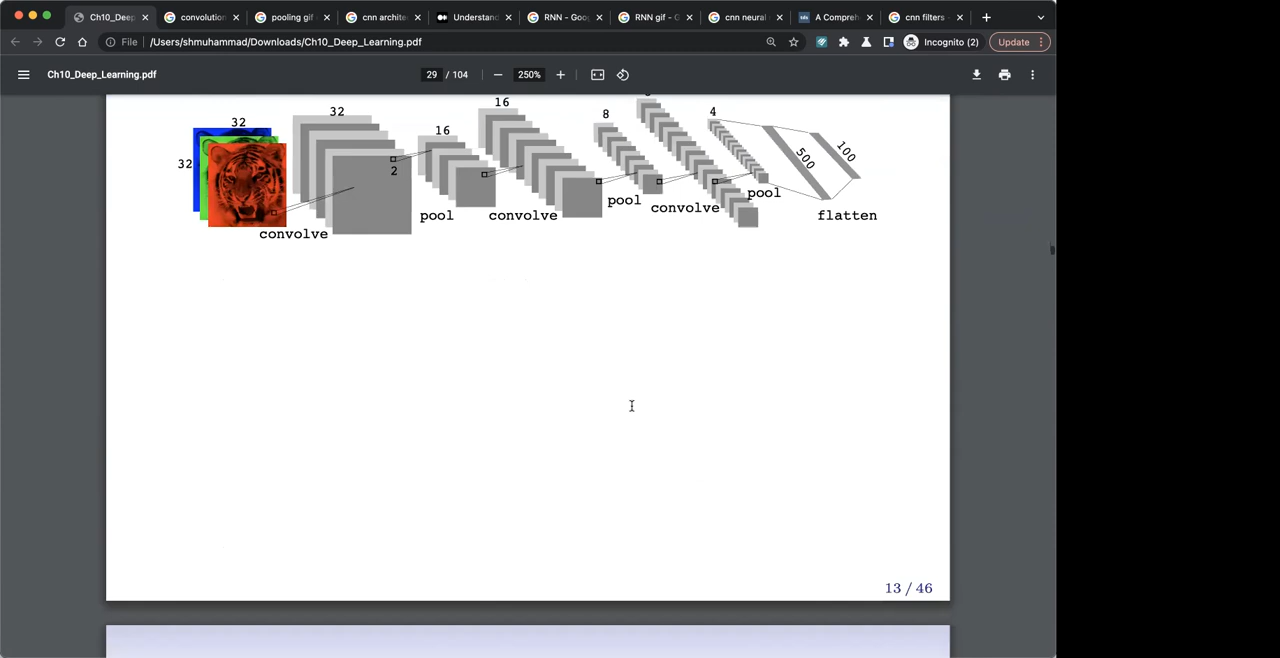 Ch10_Deep
convolution
pooling gif
cnn archite
Understand
RNN - Goog
RNN gif - G
cnn neural
A Compreh
cnn filters -
File /Users/shmuhammad/Downloads/Ch10_Deep_Learning.pdf
Incognito (2)
Update
Ch10_Deep_Learning.pdf
29 / 104
250%
32
32
32
2
convolve
16
pool
16
convolve
8
pool
convolve
4
pool
500
100
flatten
13 / 46